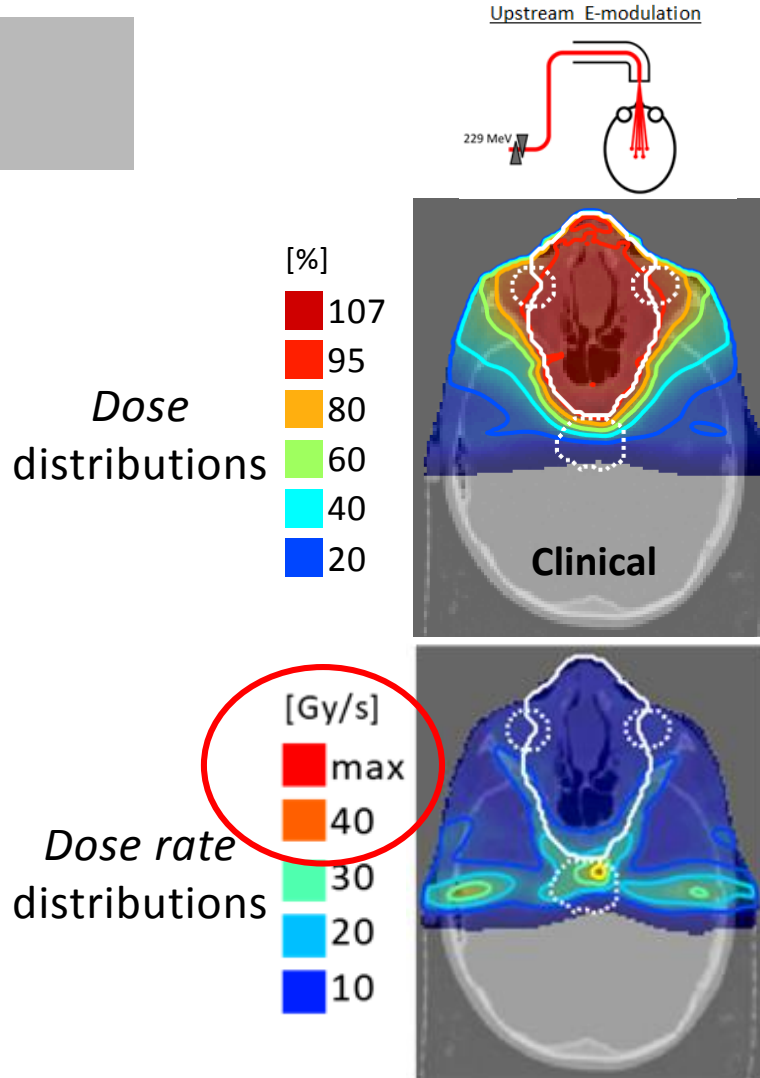 Upstream E-modulation
229 MeV
[%]
107
95
80
60
40
20
Dose
distributions
Clinical
[Gy/s]
max
40
30
20
10
Dose rate
distributions